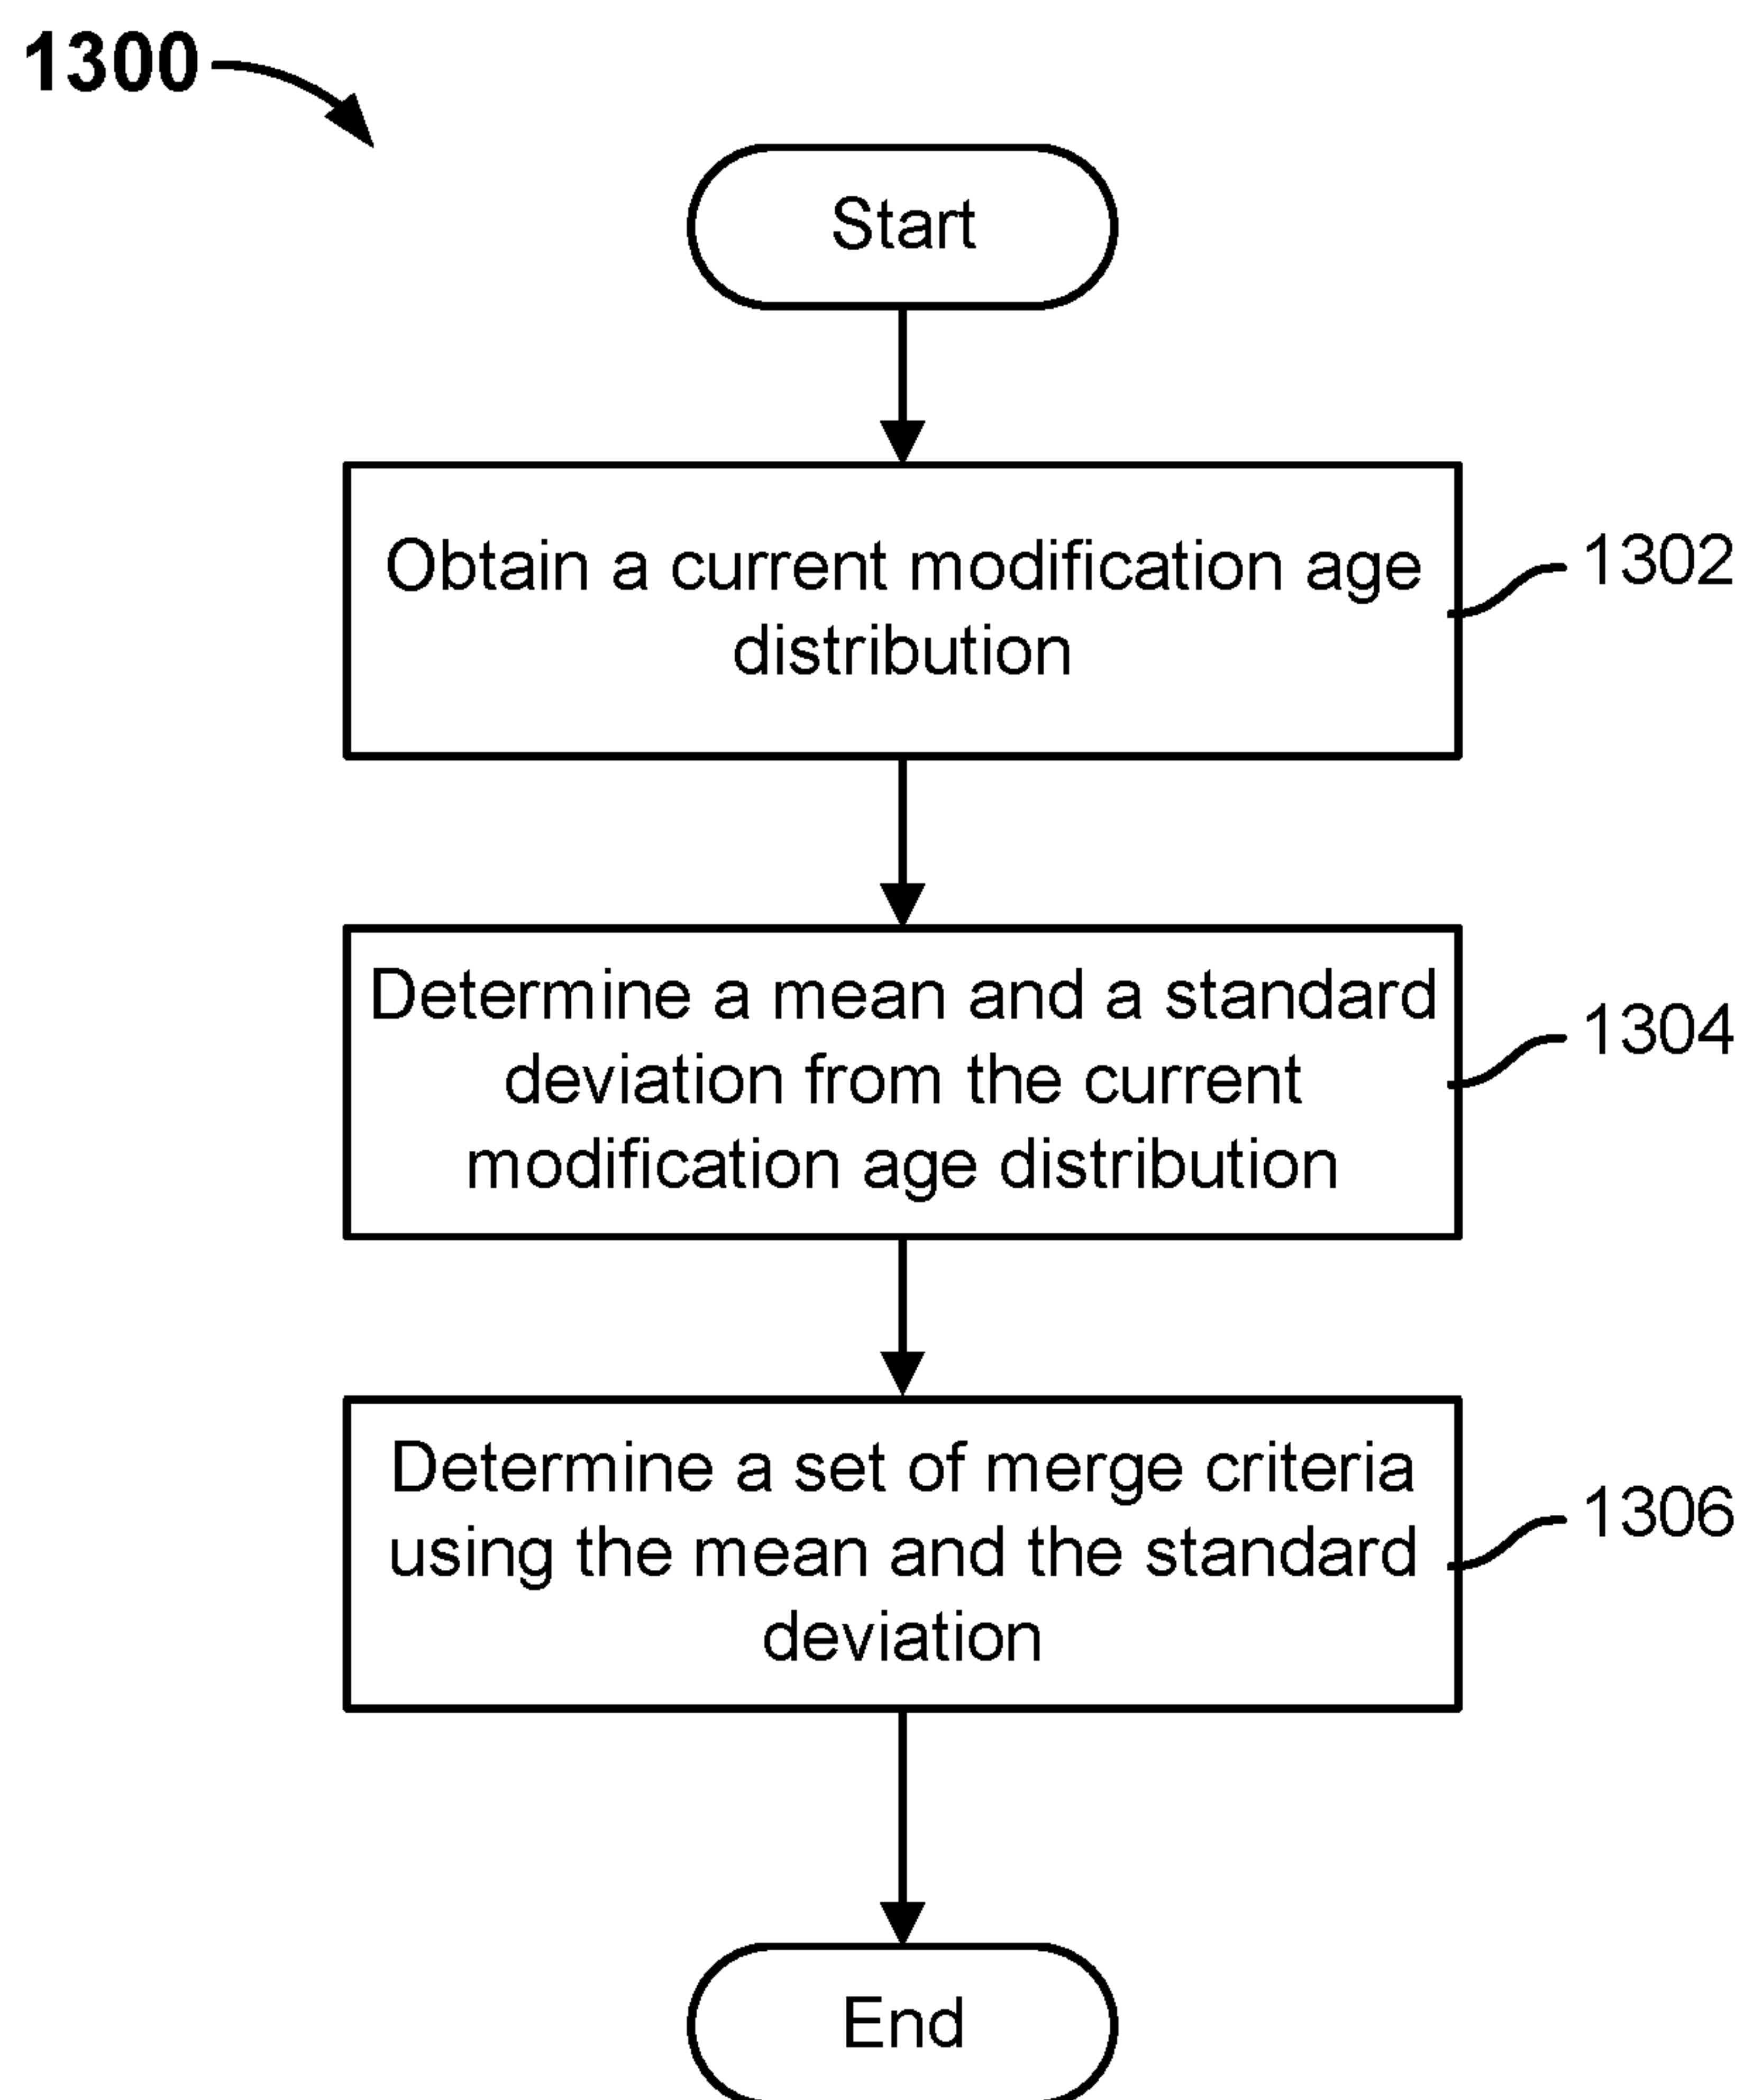 1300
Start
Obtain a current modification age
distribution
1302
Determine a mean and a standard
deviation from the current
modification age distribution
1304
Determine a set of merge criteria
using the mean and the standard
deviation
1306
End